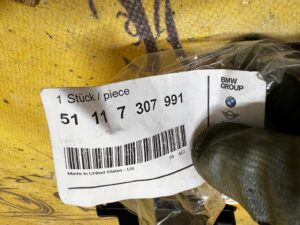 1 Stück / piece
51 11 7 307 991
BMW
GROUP
Made in United States - US